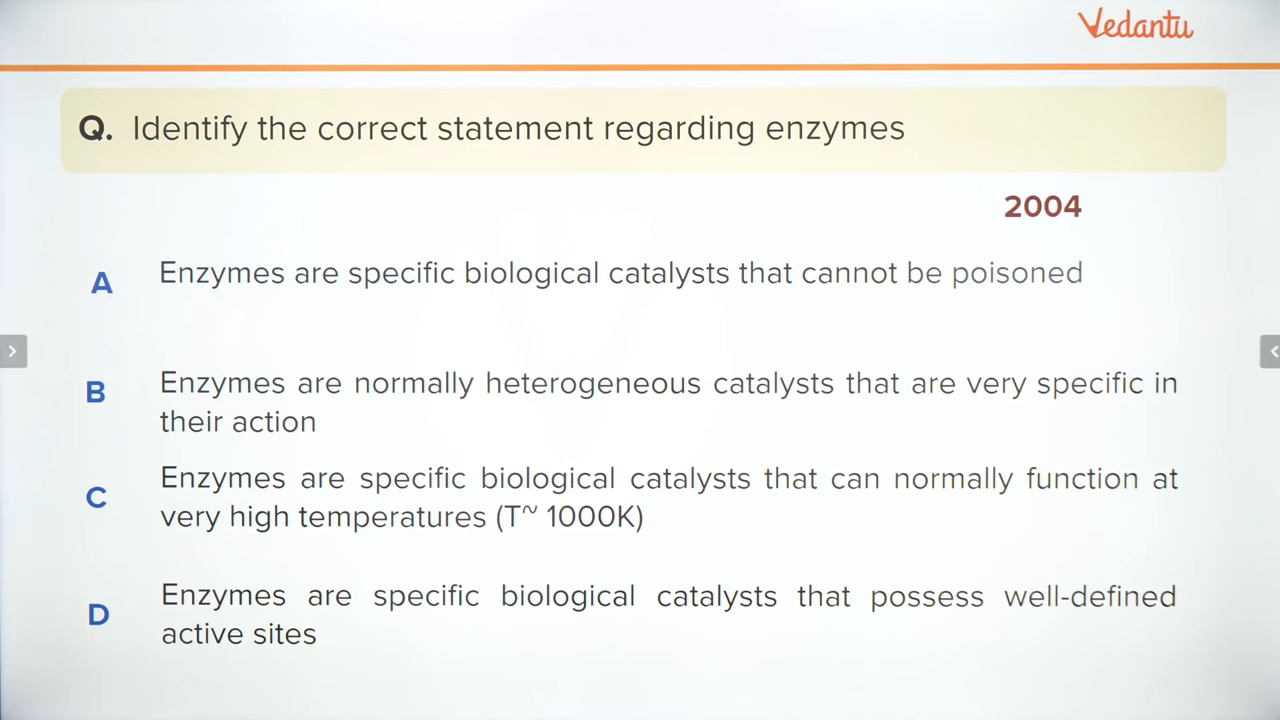 Vedantu
Q. Identify the correct statement regarding enzymes
2004
A Enzymes are specific biological catalysts that cannot be poisoned
B Enzymes are normally heterogeneous catalysts that are very specific in
their action
C Enzymes are specific biological catalysts that can normally function at
very high temperatures (T~ 1000K)
D Enzymes are specific biological catalysts that possess well-defined
active sites